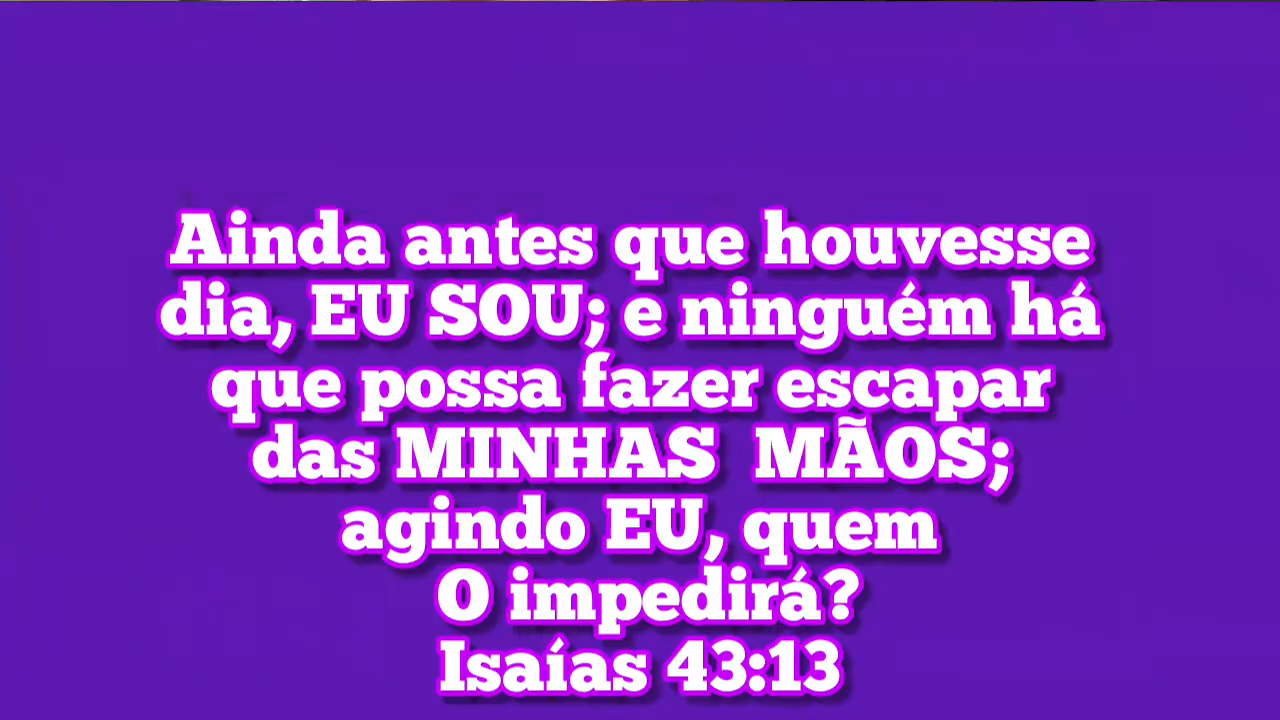 Ainda antes que houvesse
dia, EU SOU; e ninguém há
que possa fazer escapar
das MINHAS  MÃOS;
agindo EU, quem
O impedirá?
Isaías 43:13